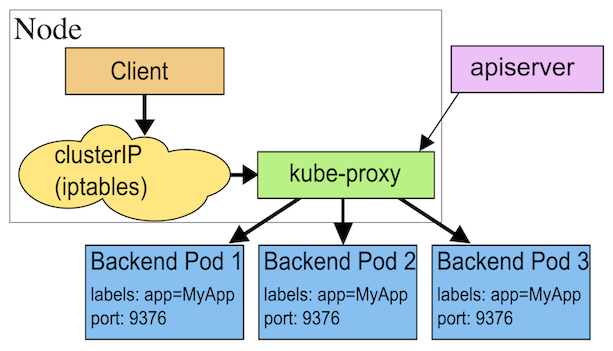 Node
Client
apiserver
clusterIP
(iptables)
kube-proxy
Backend Pod 1
labels: app=MyApp
port: 9376
Backend Pod 2
labels: app=MyApp
port: 9376
Backend Pod 3
labels: app=MyApp
port: 9376